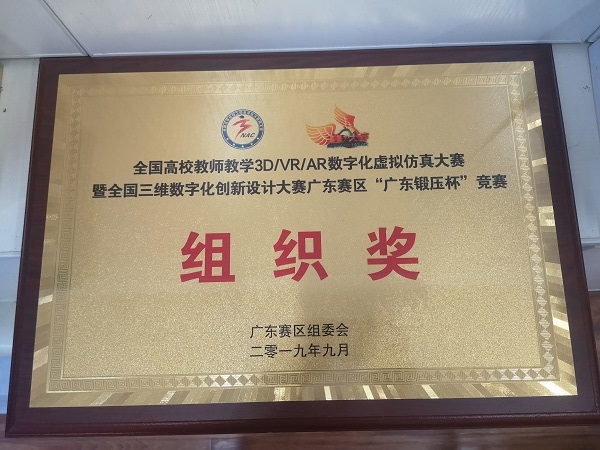 NAC
全国高校教师教学3D/VR/AR数字化虚拟仿真大赛
暨全国三维数字化创新设计大赛广东赛区“广东锻压杯”竞赛
组织奖
广东赛区组委会
二零一九年九月